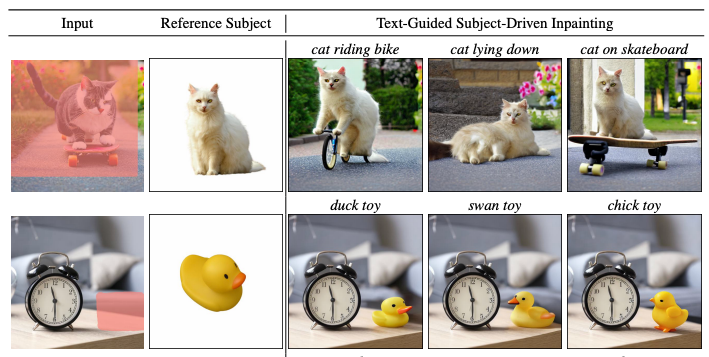 Input Reference Subject Text-Guided Subject-Driven Inpainting
cat riding bike cat lying down cat on skateboard
duck toy swan toy chick toy